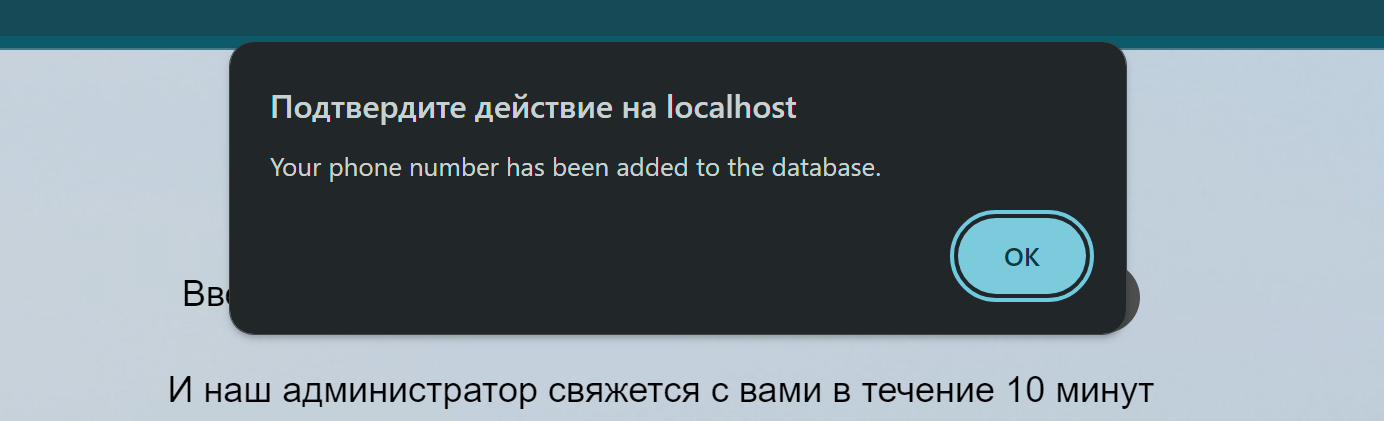 Подтвердите действие на localhost
Your phone number has been added to the database.
OK
И наш администратор свяжется с вами в течение 10 минут